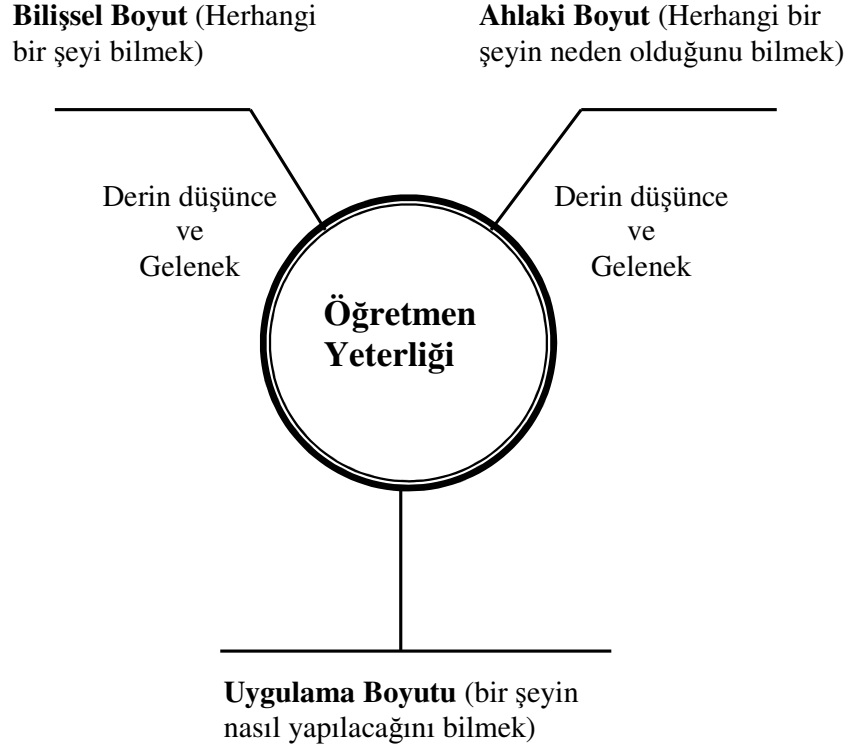 Bilişsel Boyut (Herhangi
bir şeyi bilmek)
Ahlaki Boyut (Herhangi bir
şeyin neden olduğunu bilmek)
Derin düşünce
ve
Gelenek
Derin düşünce
ve
Gelenek
Öğretmen
Yeterliği
Uygulama Boyutu (bir şeyin
nasıl yapılacağını bilmek)